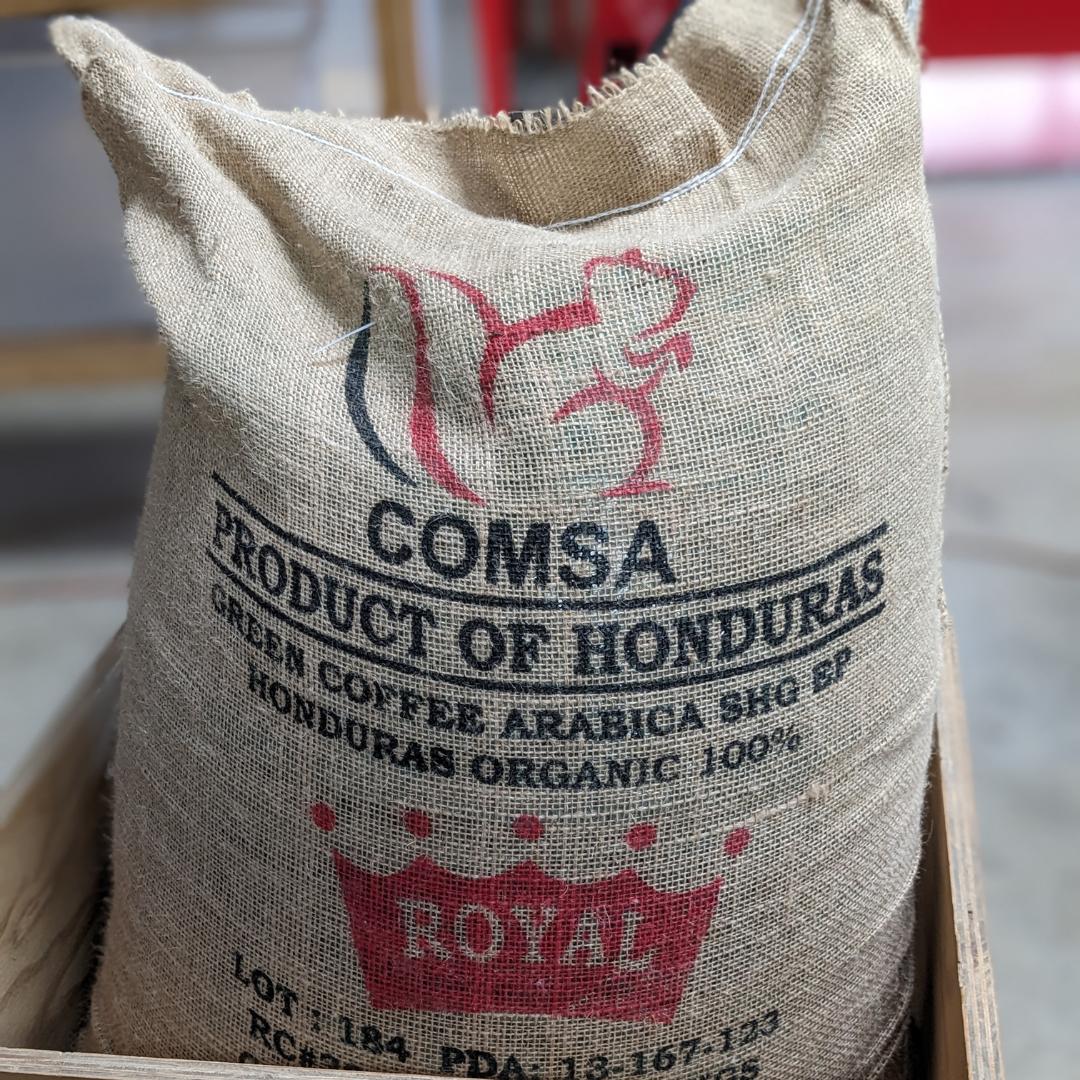 COMSA
PRODUCT OF HONDURAS
GREEN COFFEE ARABICA SHG EP
HONDURAS ORGANIC 100%
ROYAL
LOT : 184 PDA: 13-167-123